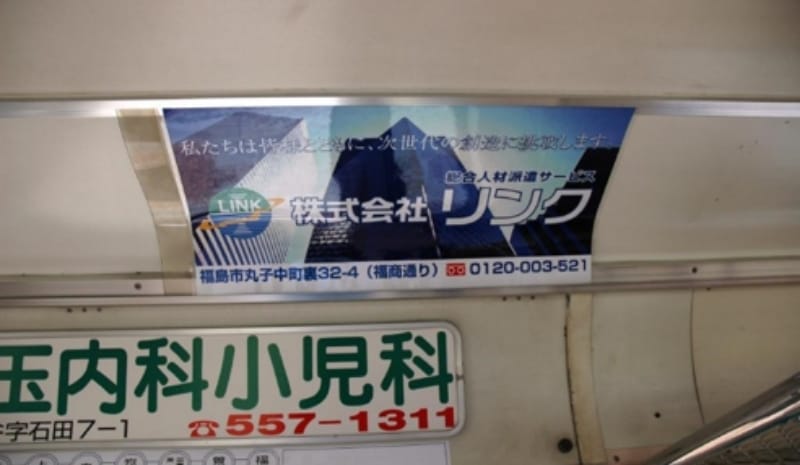 私たちは皆様とともに、次世代の創造に挑戦します。
総合人材派遣サービス
LINK 株式会社 リンク
福島市丸子中町裏32-4（福商通り） 0120-003-521
玉内科小児科
字石田7-1 ☎557-1311